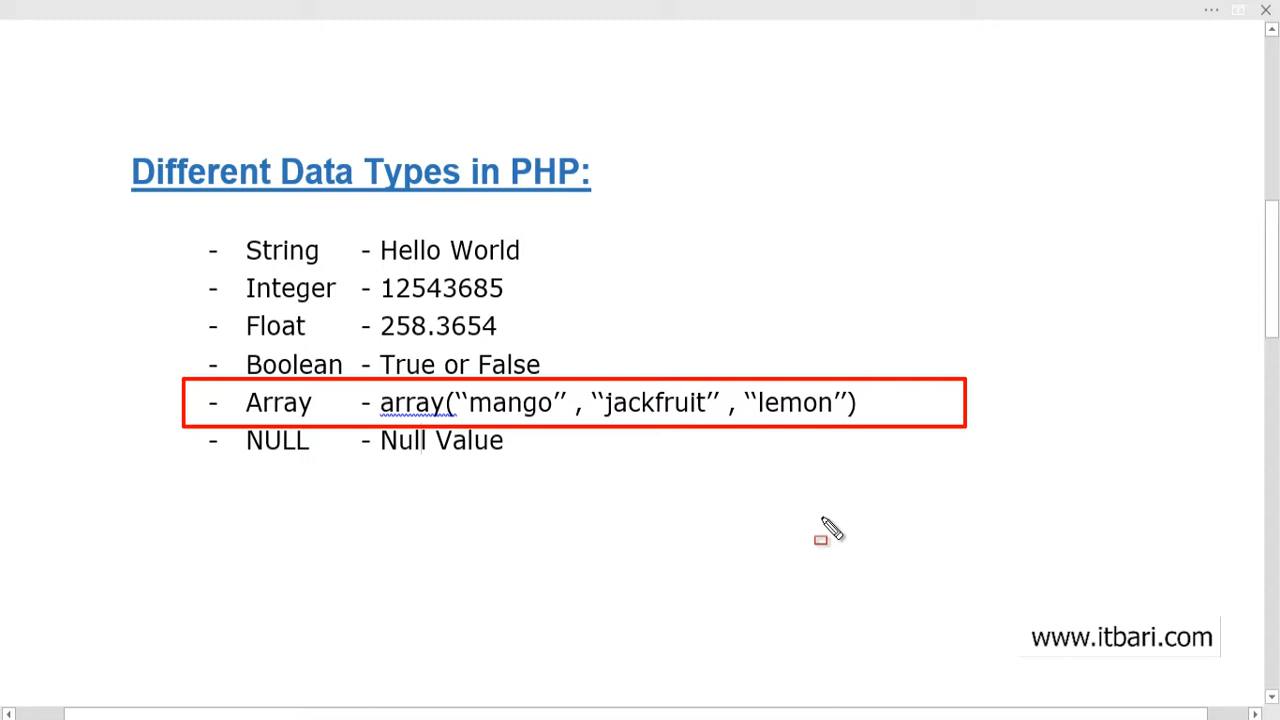 Different Data Types in PHP:
- String - Hello World
- Integer - 12543685
- Float - 258.3654
- Boolean - True or False
- Array - array(‘‘mango’’ , ‘‘jackfruit’’ , ‘‘lemon’’)
- NULL - Null Value
www.itbari.com